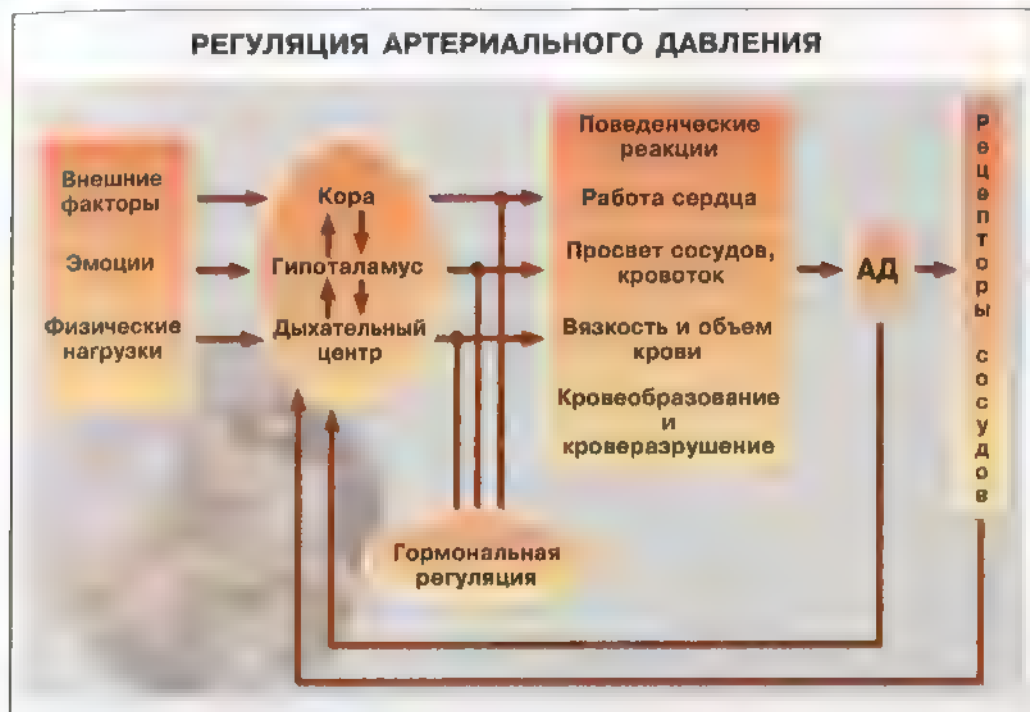 РЕГУЛЯЦИЯ АРТЕРИАЛЬНОГО ДАВЛЕНИЯ
Внешние
факторы
Эмоции
Физические
нагрузки
Кора
Гипоталамус
Дыхательный
центр
Гормональная
регуляция
Поведенческие
реакции
Работа сердца
Просвет сосудов,
кровоток
Вязкость и объем
крови
Кровеобразование
и
кроверазрушение
АД
Рецепторы сосудов